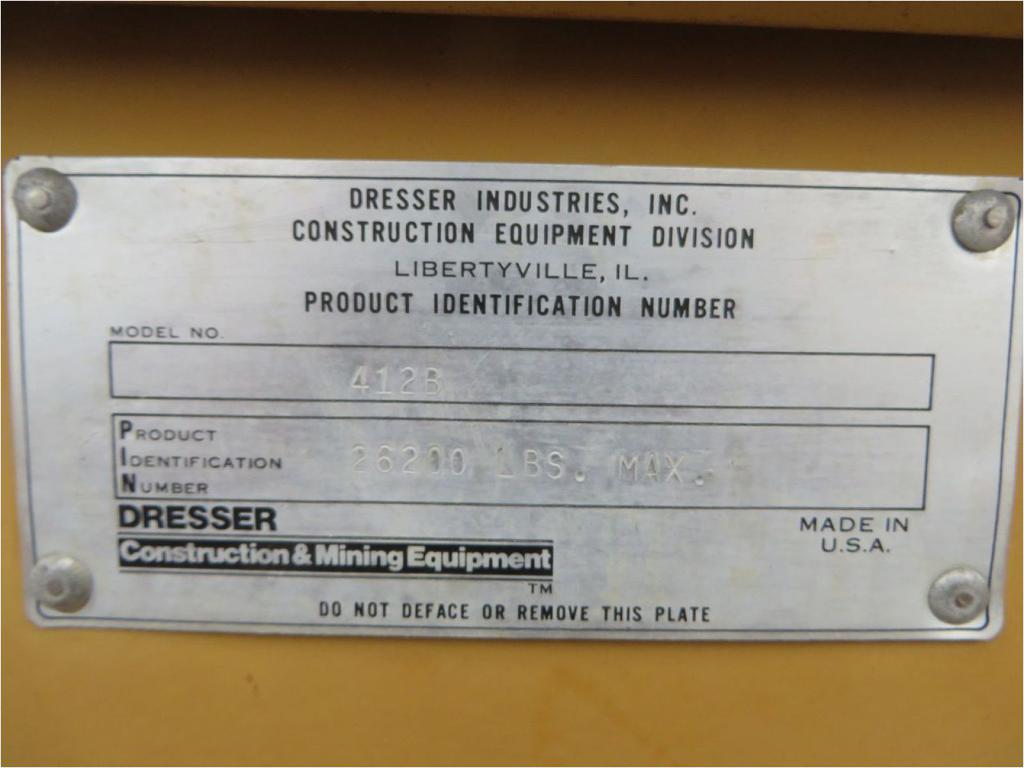 DRESSER INDUSTRIES, INC.
CONSTRUCTION EQUIPMENT DIVISION
LIBERTYVILLE, IL.
PRODUCT IDENTIFICATION NUMBER
MODEL NO.
412B
PRODUCT
IDENTIFICATION
NUMBER
26200 LBS. MAX.
DRESSER
Construction & Mining Equipment
TM
MADE IN
U.S.A.
DO NOT DEFACE OR REMOVE THIS PLATE